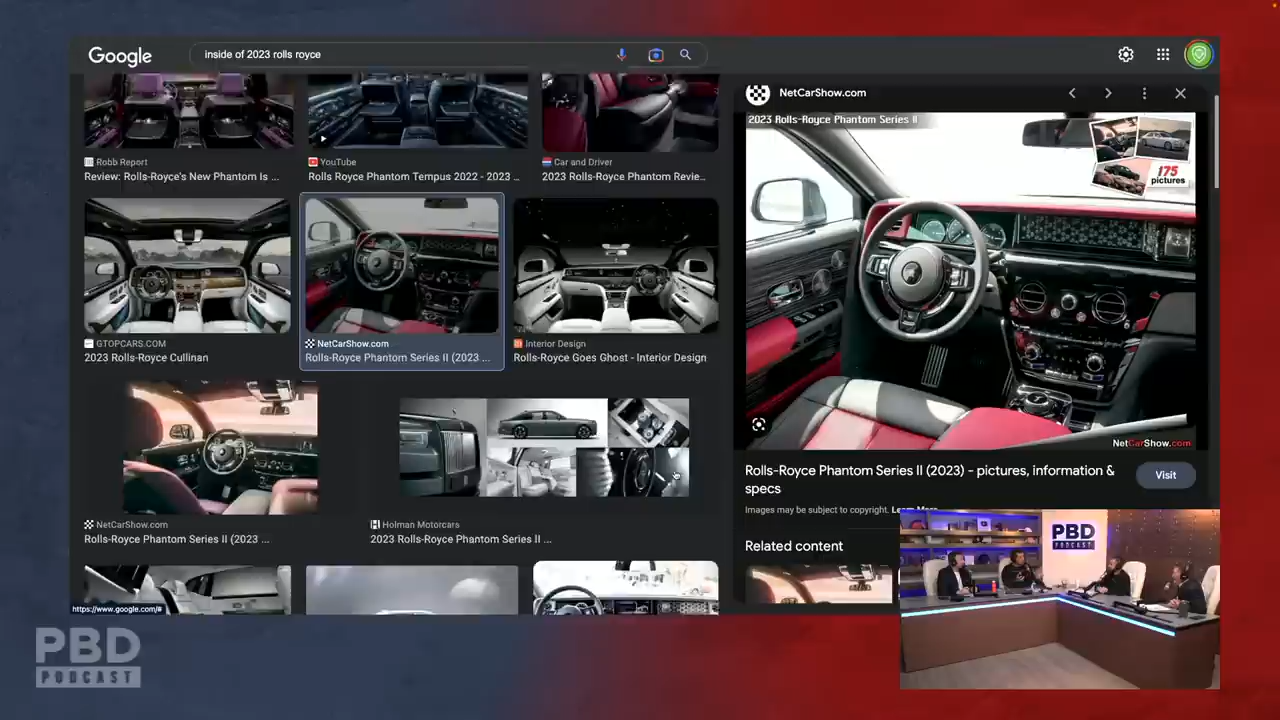 Google
inside of 2023 rolls royce
Robb Report
Review: Rolls-Royce's New Phantom Is ...
YouTube
Rolls Royce Phantom Tempus 2022 - 2023 ...
Car and Driver
2023 Rolls-Royce Phantom Revie...
GTOPCARS.COM
2023 Rolls-Royce Cullinan
NetCarShow.com
Rolls-Royce Phantom Series II (2023 ...
Interior Design
Rolls-Royce Goes Ghost - Interior Design
NetCarShow.com
Rolls-Royce Phantom Series II (2023 ...
Holman Motorcars
2023 Rolls-Royce Phantom Series II ...
https://www.google.com/#
NetCarShow.com
2023 Rolls-Royce Phantom Series II
175
pictures
NetCarShow.com
Rolls-Royce Phantom Series II (2023) - pictures, information &
specs
Visit
Images may be subject to copyright. Learn More
Related content
PBD
PODCAST
PBD
PODCAST